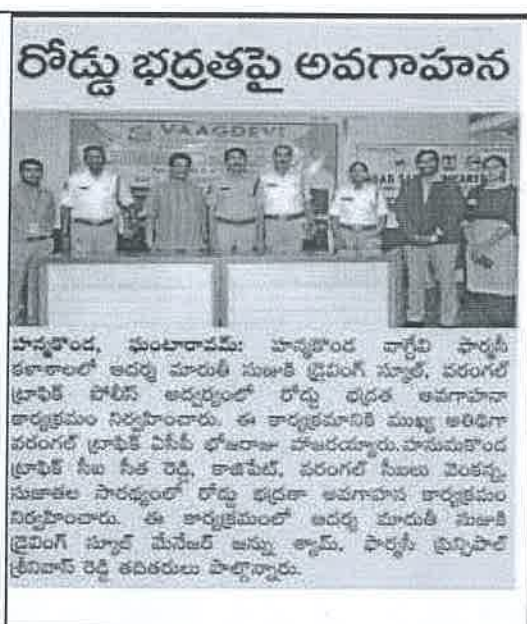 రోడ్డు భద్రతపై అవగాహన
VAAGDEVI
హన్మకొండ, ఘంటారావమ్: హన్మకొండ వాగ్దేవి ఫార్మసీ
కళాశాలలో ఆదర్శ మారుతీ సుజుకి డ్రైవింగ్ స్కూల్, వరంగల్
ట్రాఫిక్ పోలీస్ ఆధ్వర్యంలో రోడ్డు భద్రత అవగాహనా
కార్యక్రమం నిర్వహించారు. ఈ కార్యక్రమానికి ముఖ్య అతిథిగా
వరంగల్ ట్రాఫిక్ ఏసీపీ భోజరాజు హాజరయ్యారు.హనుమకొండ
ట్రాఫిక్ సీఐ సీత రెడ్డి, కాజీపేట్, వరంగల్ సీఐలు వెంకన్న,
సుజాతల సారథ్యంలో రోడ్డు భద్రతా అవగాహన కార్యక్రమం
నిర్వహించారు. ఈ కార్యక్రమంలో ఆదర్శ మారుతీ సుజుకి
డ్రైవింగ్ స్కూల్ మేనేజర్ జన్ను శ్యామ్, ఫార్మసీ ప్రిన్సిపాల్
శ్రీనివాస్ రెడ్డి తదితరులు పాల్గొన్నారు.